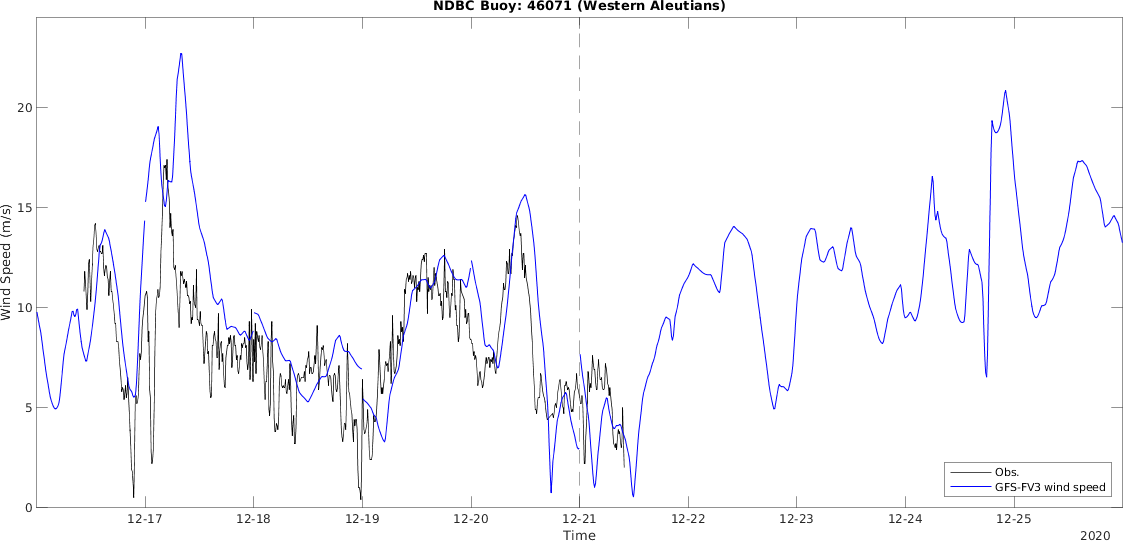 NDBC Buoy: 46071 (Western Aleutians)
Wind Speed (m/s)
20
15
10
5
0
Obs.
GFS-FV3 wind speed
12-17 12-18 12-19 12-20 12-21 12-22 12-23 12-24 12-25
Time
2020